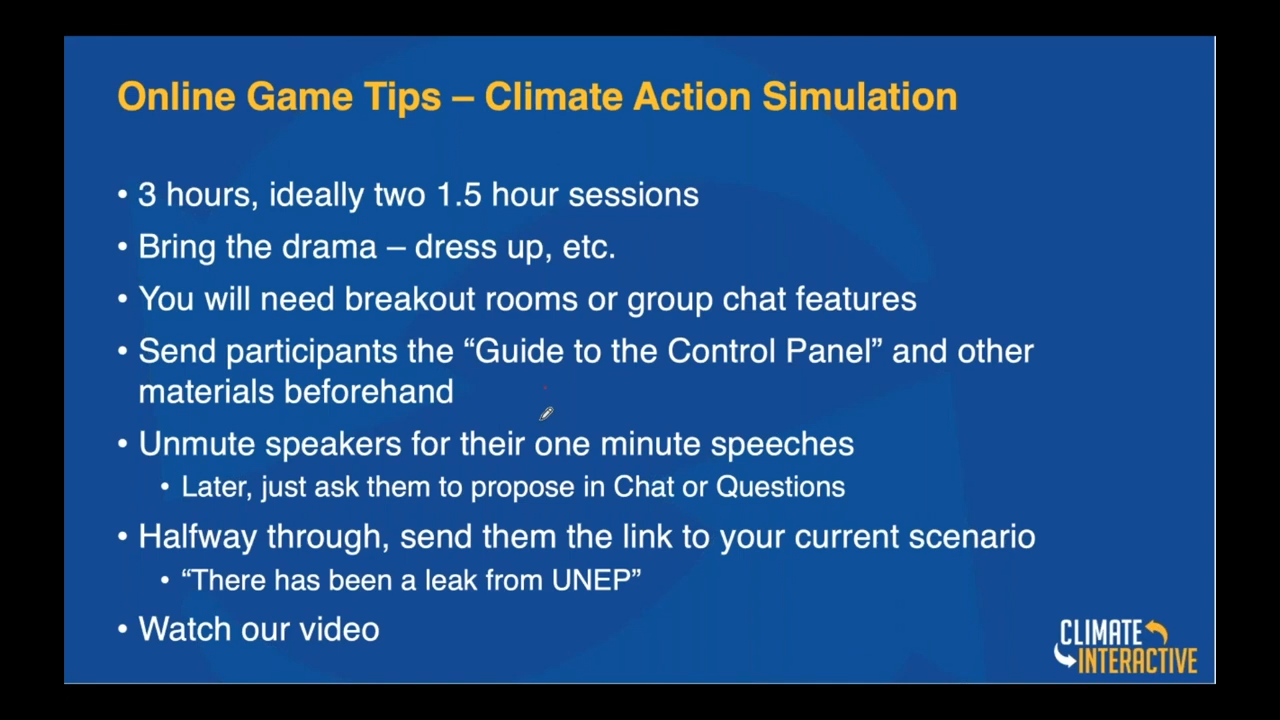 Online Game Tips – Climate Action Simulation
• 3 hours, ideally two 1.5 hour sessions
• Bring the drama – dress up, etc.
• You will need breakout rooms or group chat features
• Send participants the “Guide to the Control Panel” and other
materials beforehand
• Unmute speakers for their one minute speeches
• Later, just ask them to propose in Chat or Questions
• Halfway through, send them the link to your current scenario
• “There has been a leak from UNEP”
• Watch our video
CLIMATE
INTERACTIVE